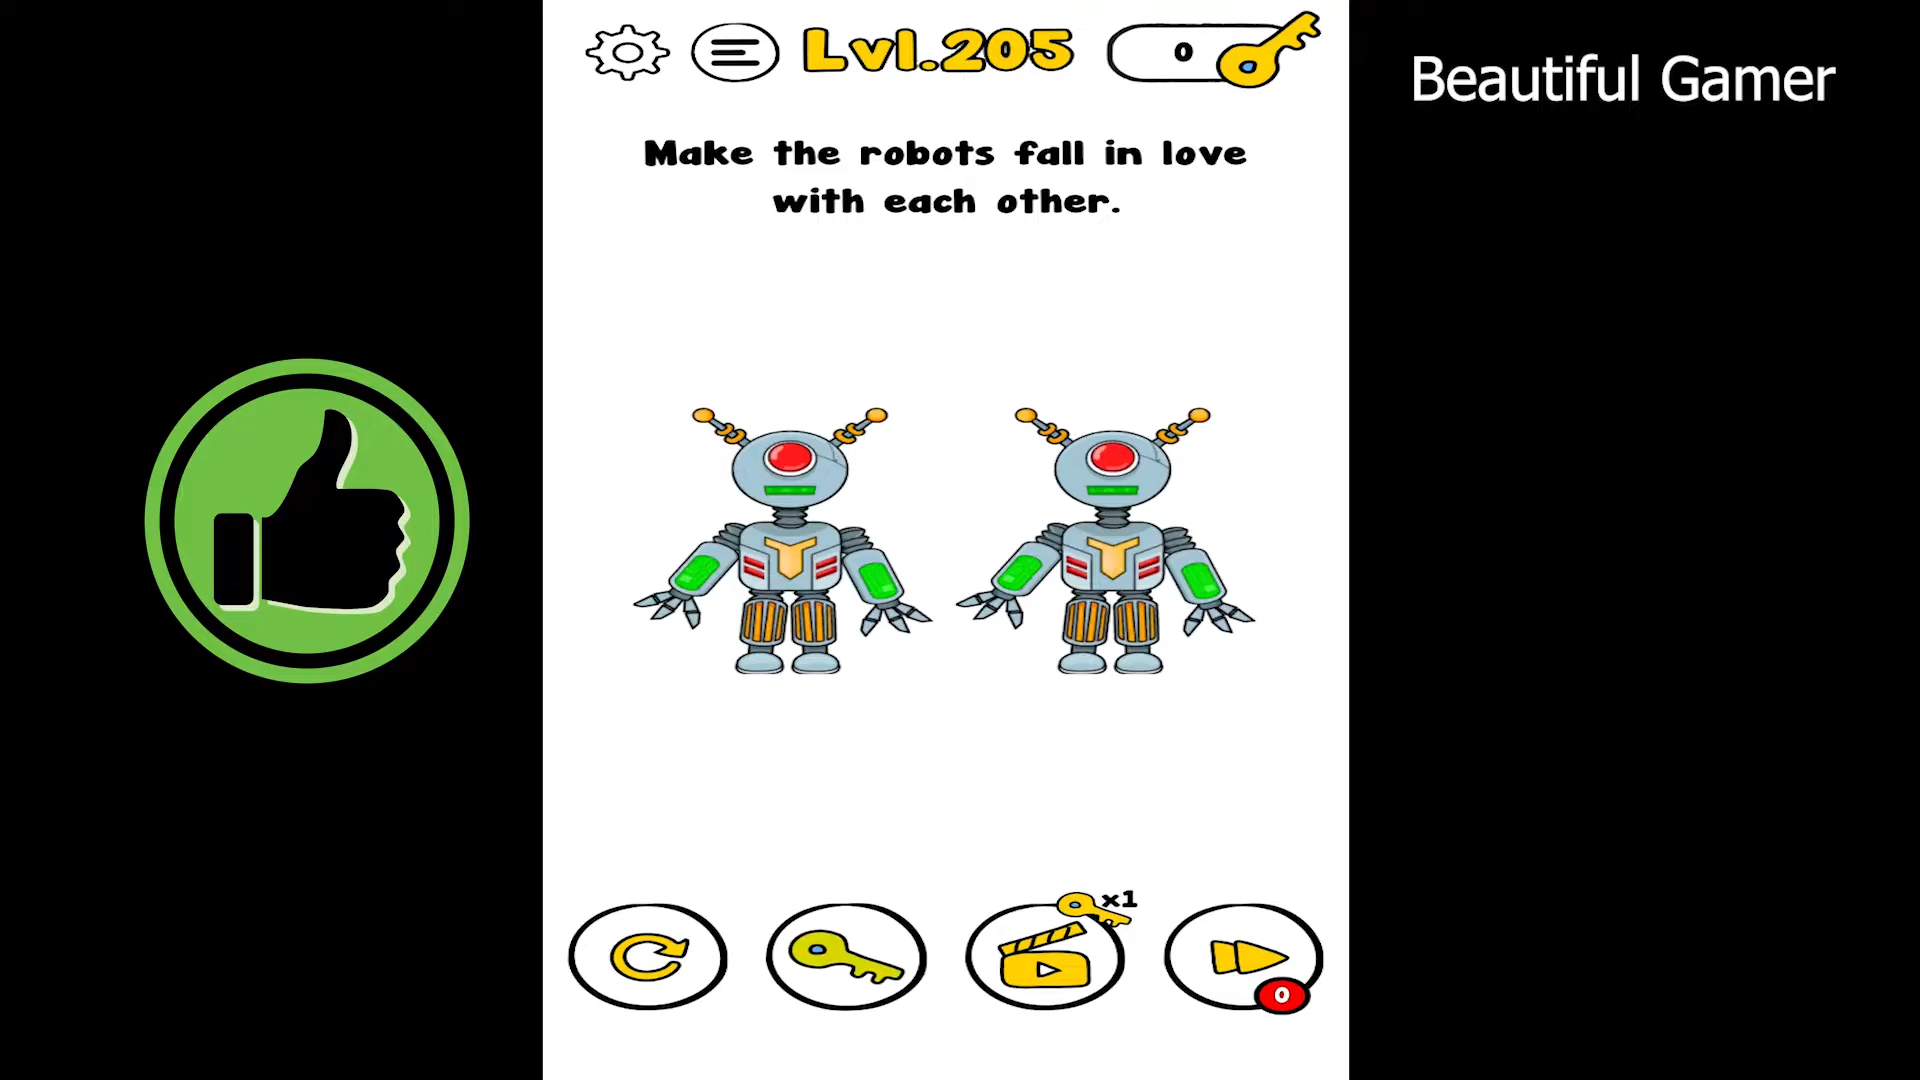 Lvl.205
0
Beautiful Gamer
Make the robots fall in love
with each other.
x1
0